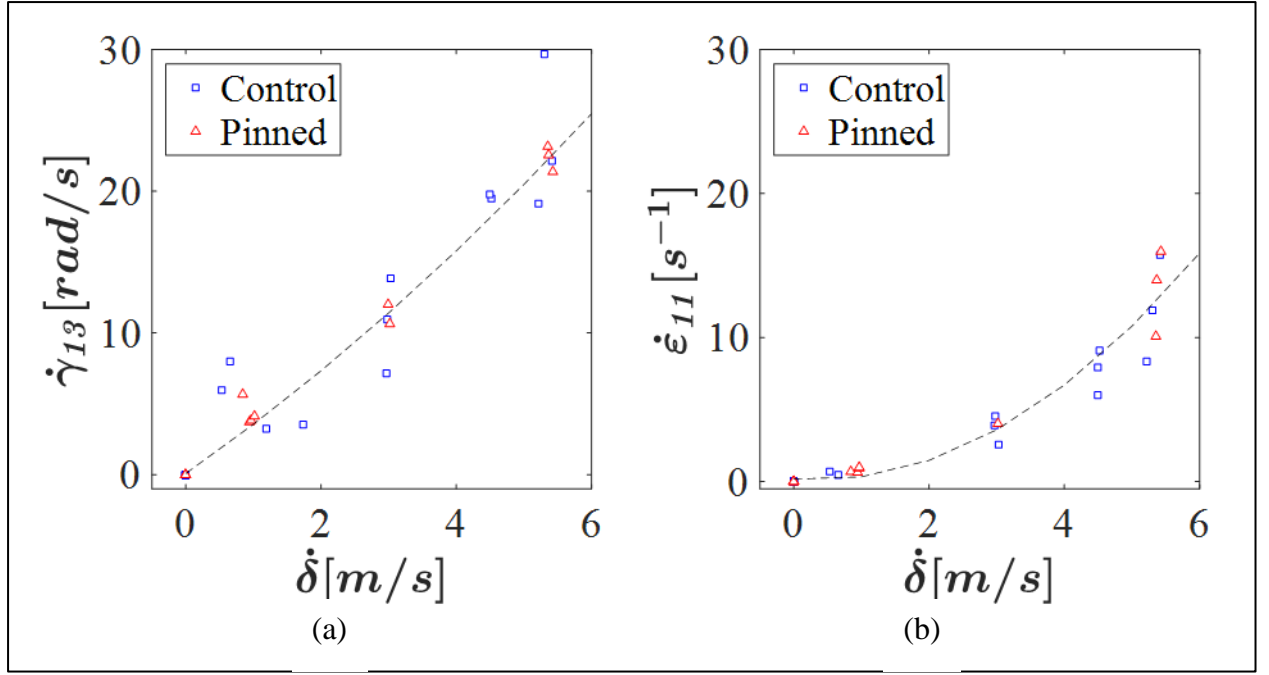 30
20
10
0
0 2 4 6
γ̇₁₃[rad/s]
δ̇[m/s]
Control
Pinned
(a)
30
20
10
0
0 2 4 6
ε̇₁₁[s⁻¹]
δ̇[m/s]
Control
Pinned
(b)